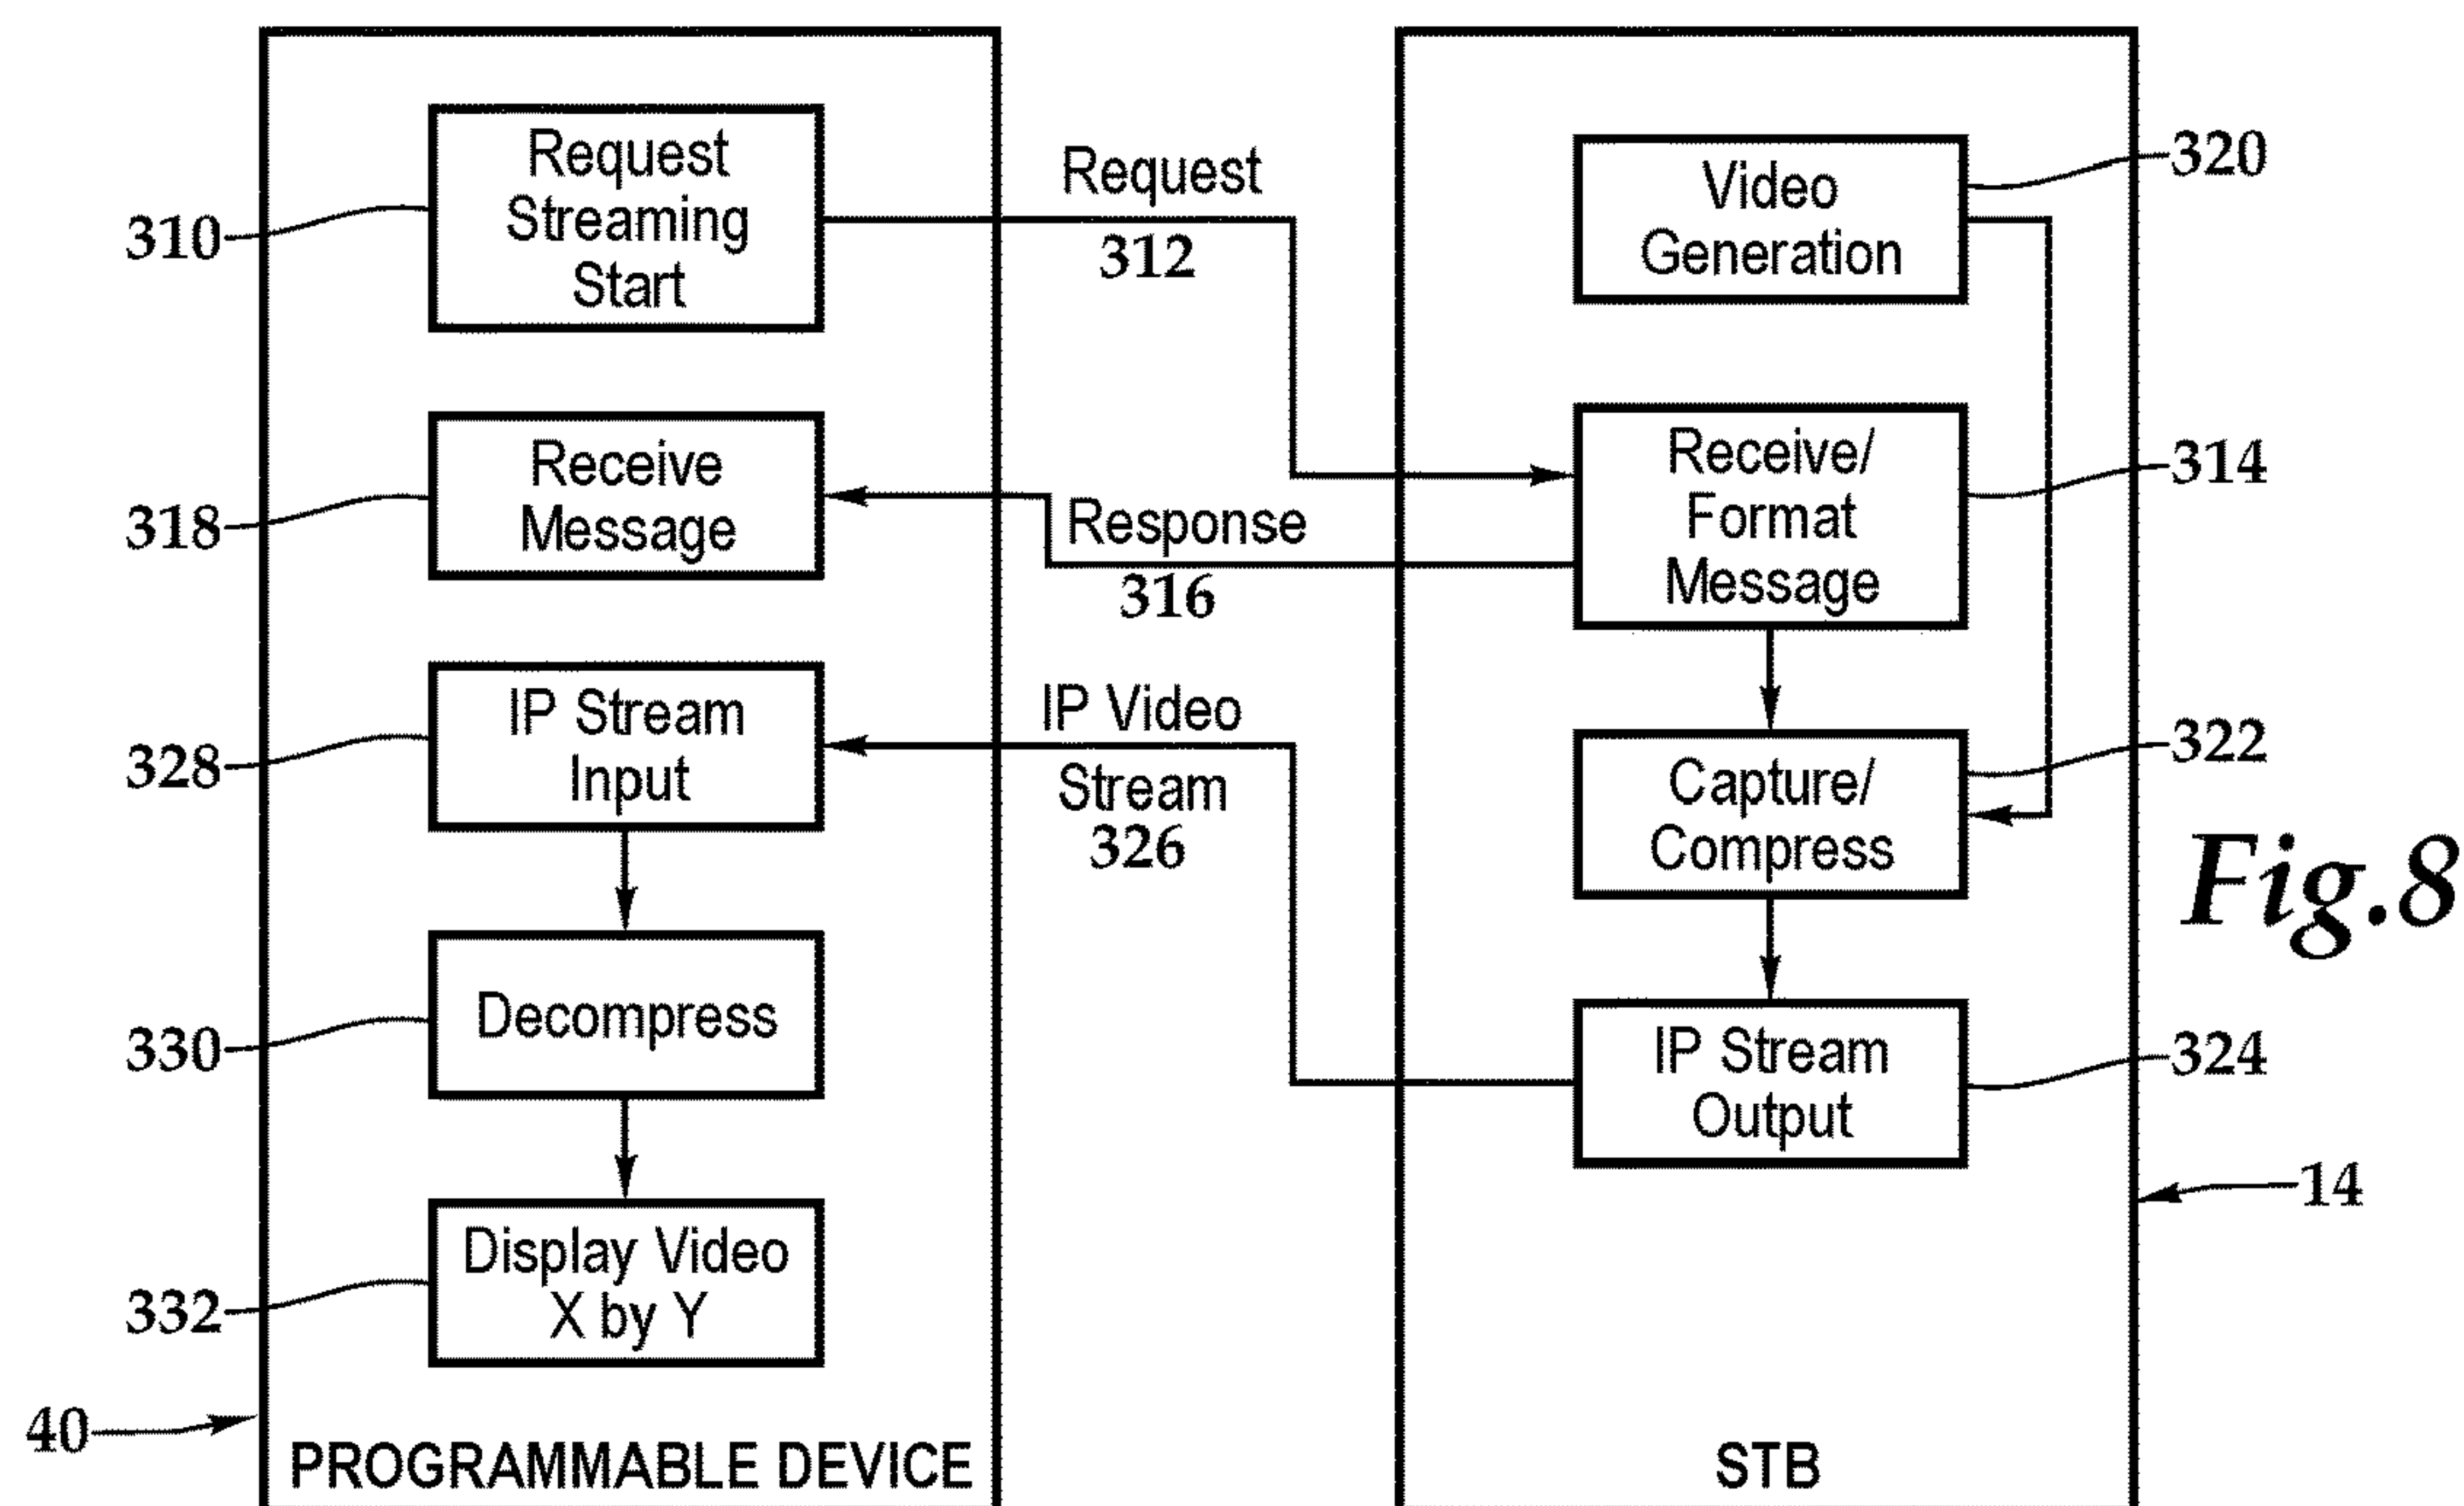 Request
Streaming
Start
310
Request
312
Video
Generation
320
Receive
Message
318
Response
316
Receive/
Format
Message
314
IP Stream
Input
328
IP Video
Stream
326
Capture/
Compress
322
Decompress
330
IP Stream
Output
324
Display Video
X by Y
332
14
40
PROGRAMMABLE DEVICE
STB
Fig.8